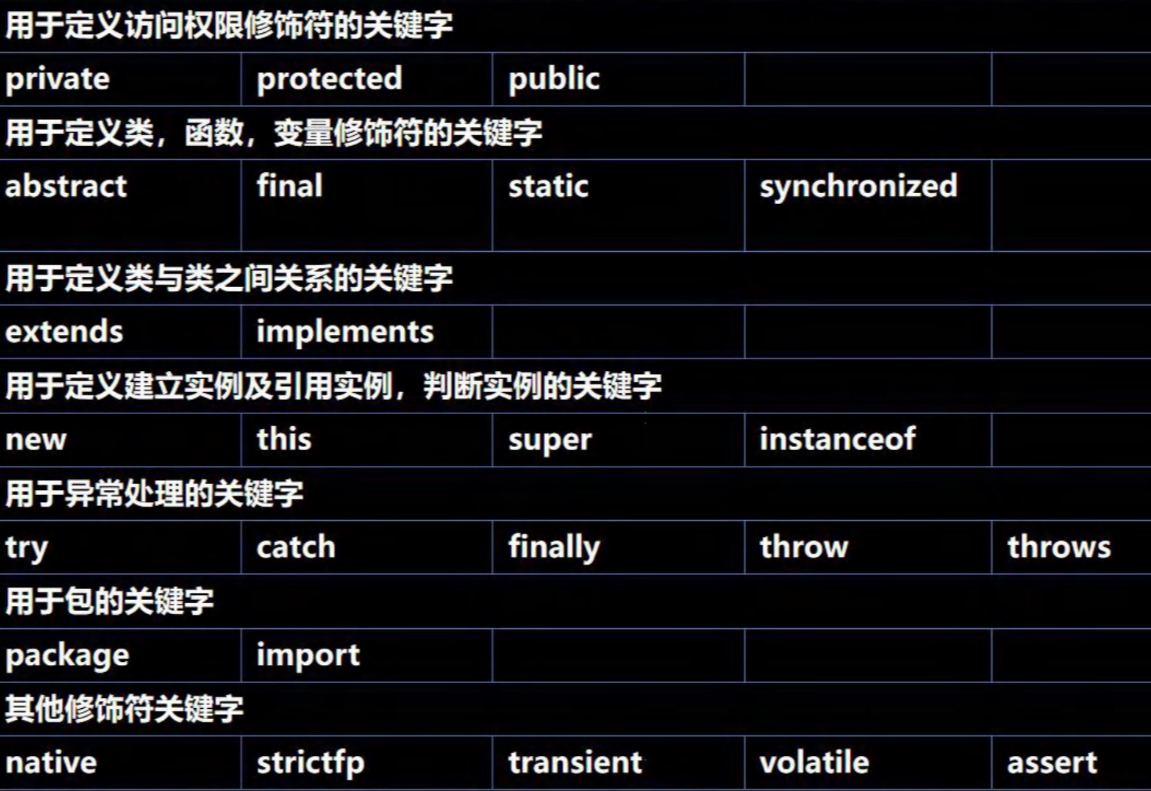 用于定义访问权限修饰符的关键字
private protected public
用于定义类，函数，变量修饰符的关键字
abstract final static synchronized
用于定义类与类之间关系的关键字
extends implements
用于定义建立实例及引用实例，判断实例的关键字
new this super instanceof
用于异常处理的关键字
try catch finally throw throws
用于包的关键字
package import
其他修饰符关键字
native strictfp transient volatile assert